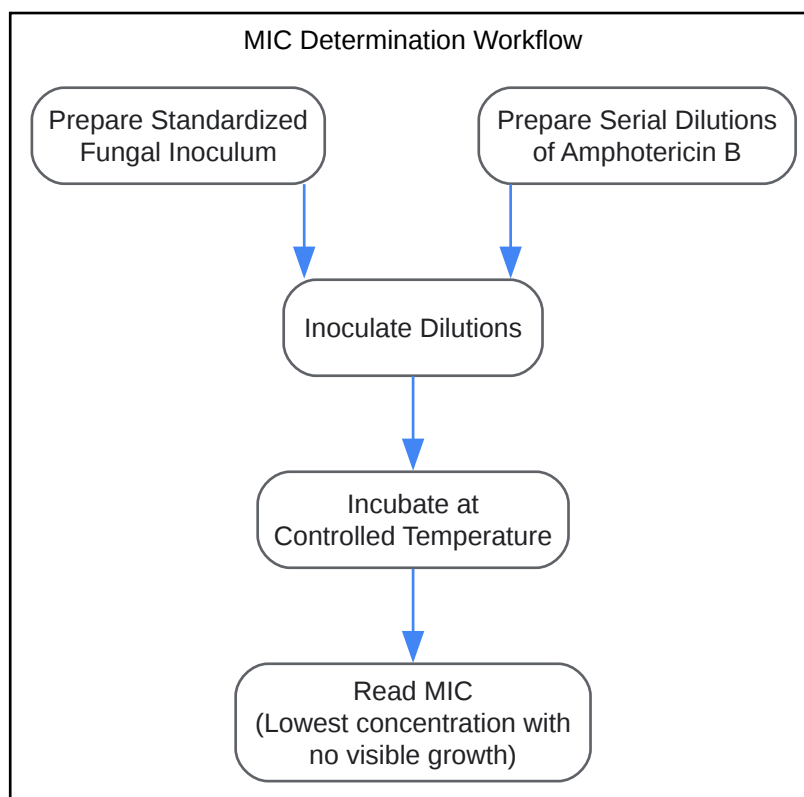 MIC Determination Workflow
Prepare Standardized
Fungal Inoculum
Prepare Serial Dilutions
of Amphotericin B
Inoculate Dilutions
Incubate at
Controlled Temperature
Read MIC
(Lowest concentration with
no visible growth)